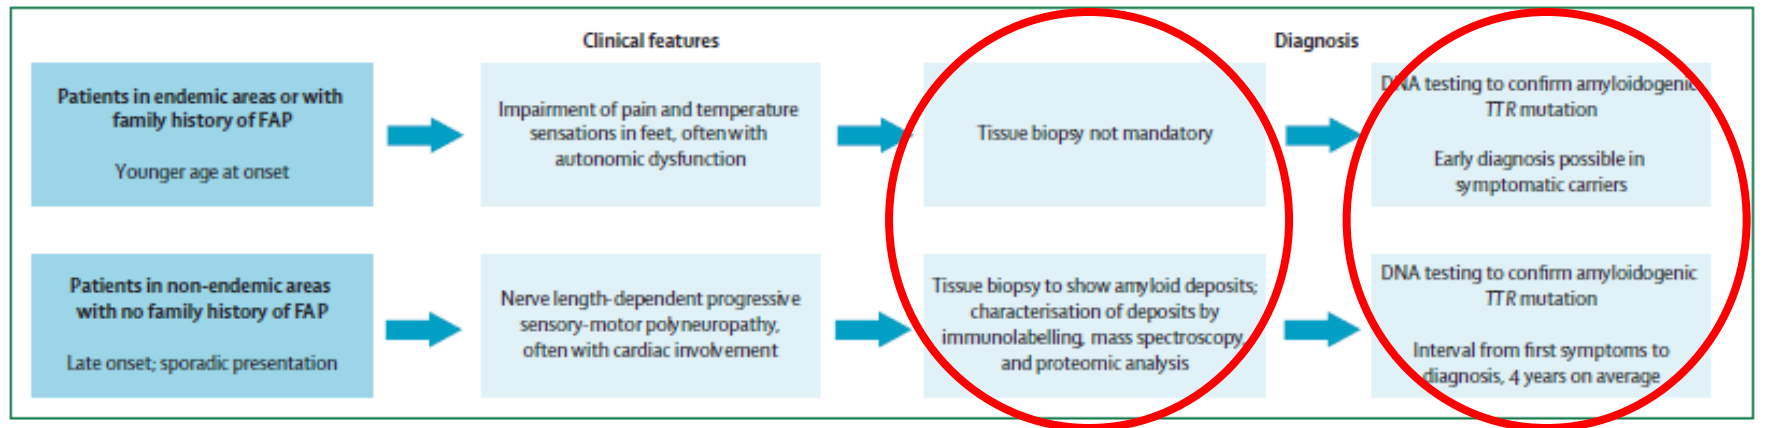 Clinical features
Diagnosis
Patients in endemic areas or with
family history of FAP
Younger age at onset
Impairment of pain and temperature
sensations in feet, often with
autonomic dysfunction
Tissue biopsy not mandatory
DNA testing to confirm amyloidogenic
TTR mutation
Early diagnosis possible in
symptomatic carriers
Patients in non-endemic areas
with no family history of FAP
Late onset; sporadic presentation
Nerve length-dependent progressive
sensory-motor polyneuropathy,
often with cardiac involvement
Tissue biopsy to show amyloid deposits;
characterisation of deposits by
immunolabelling, mass spectroscopy,
and proteomic analysis
DNA testing to confirm amyloidogenic
TTR mutation
Interval from first symptoms to
diagnosis, 4 years on average